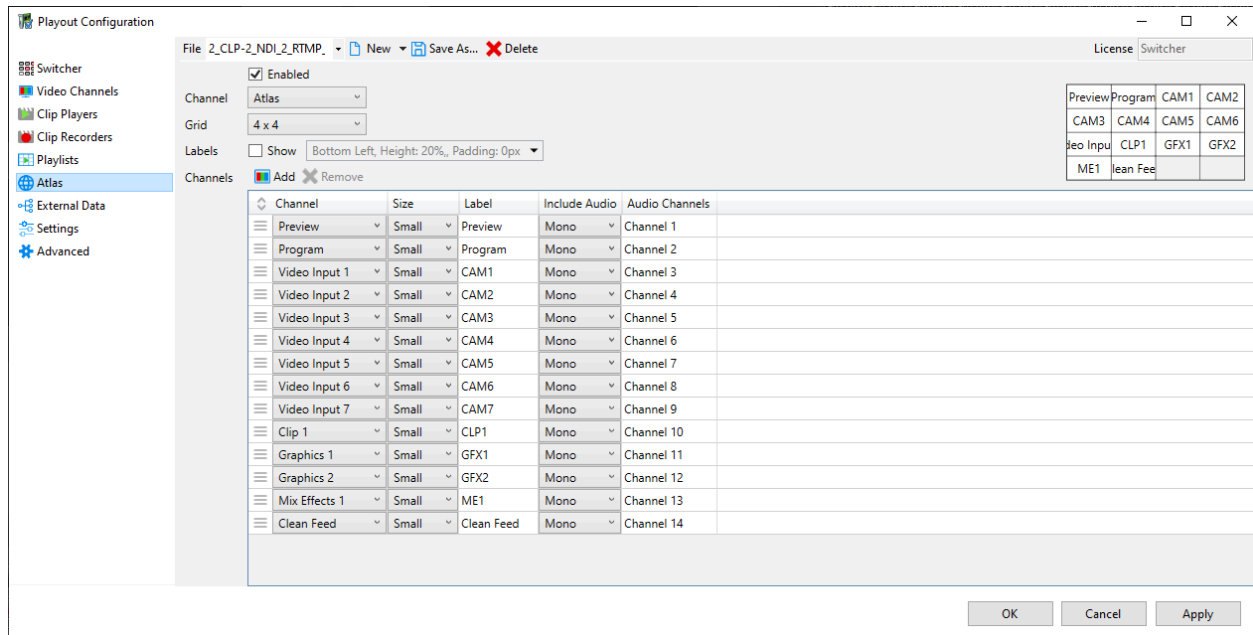 Playout Configuration
File 2_CLP-2_NDI_2_RTMP_ New Save As... Delete License Switcher
Switcher
Video Channels
Clip Players
Clip Recorders
Playlists
Atlas
External Data
Settings
Advanced
Enabled
Channel Atlas
Grid 4 x 4
Labels Show Bottom Left, Height: 20%,, Padding: 0px
Channels Add Remove
Preview Program CAM1 CAM2
CAM3 CAM4 CAM5 CAM6
deo Inpu CLP1 GFX1 GFX2
ME1 lean Fee
Channel Size Label Include Audio Audio Channels
Preview Small Preview Mono Channel 1
Program Small Program Mono Channel 2
Video Input 1 Small CAM1 Mono Channel 3
Video Input 2 Small CAM2 Mono Channel 4
Video Input 3 Small CAM3 Mono Channel 5
Video Input 4 Small CAM4 Mono Channel 6
Video Input 5 Small CAM5 Mono Channel 7
Video Input 6 Small CAM6 Mono Channel 8
Video Input 7 Small CAM7 Mono Channel 9
Clip 1 Small CLP1 Mono Channel 10
Graphics 1 Small GFX1 Mono Channel 11
Graphics 2 Small GFX2 Mono Channel 12
Mix Effects 1 Small ME1 Mono Channel 13
Clean Feed Small Clean Feed Mono Channel 14
OK Cancel Apply